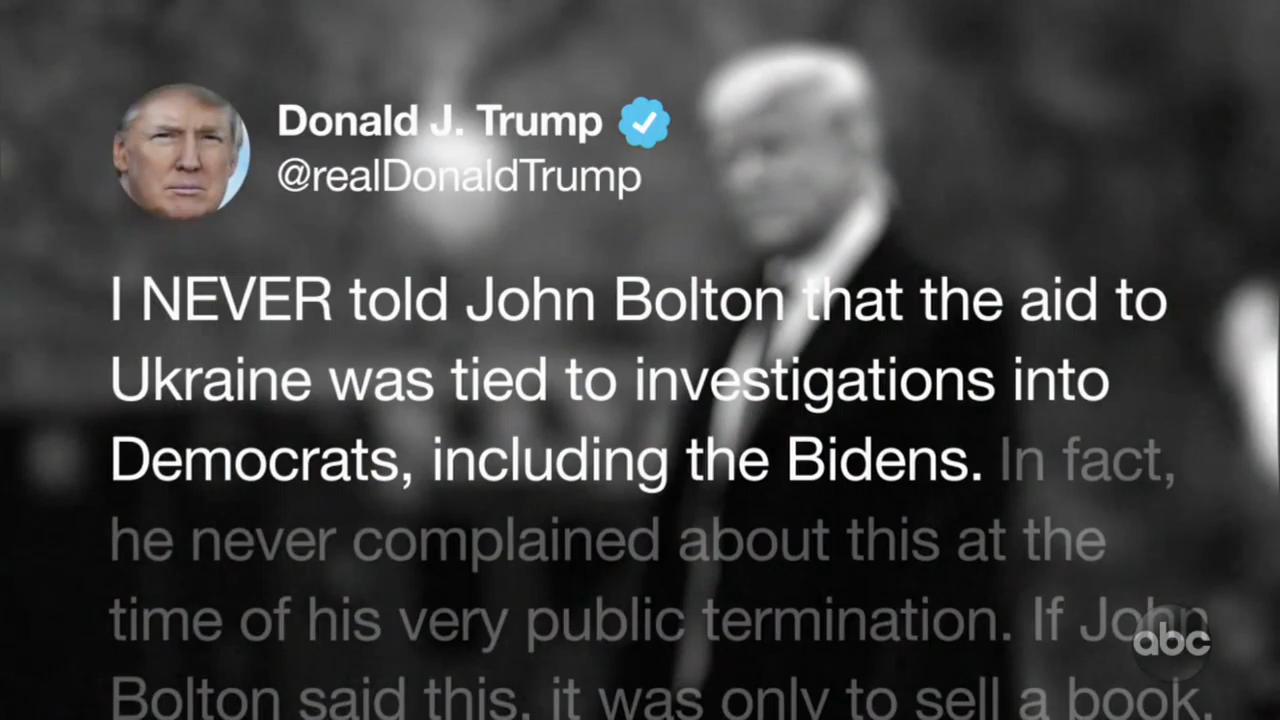 Donald J. Trump
@realDonaldTrump
I NEVER told John Bolton that the aid to
Ukraine was tied to investigations into
Democrats, including the Bidens. In fact,
he never complained about this at the
time of his very public termination. If John
Bolton said this, it was only to sell a book.
abc